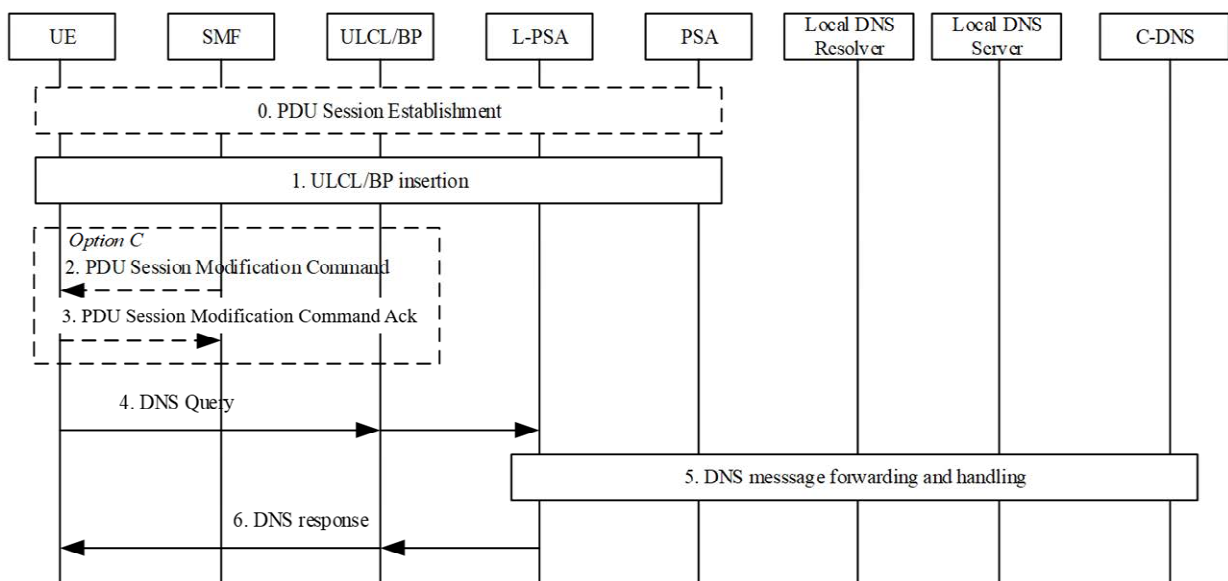 UE
SMF
ULCL/BP
L-PSA
PSA
Local DNS
Resolver
Local DNS
Server
C-DNS
0. PDU Session Establishment
1. ULCL/BP insertion
Option C
2. PDU Session Modification Command
3. PDU Session Modification Command Ack
4. DNS Query
5. DNS messsage forwarding and handling
6. DNS response